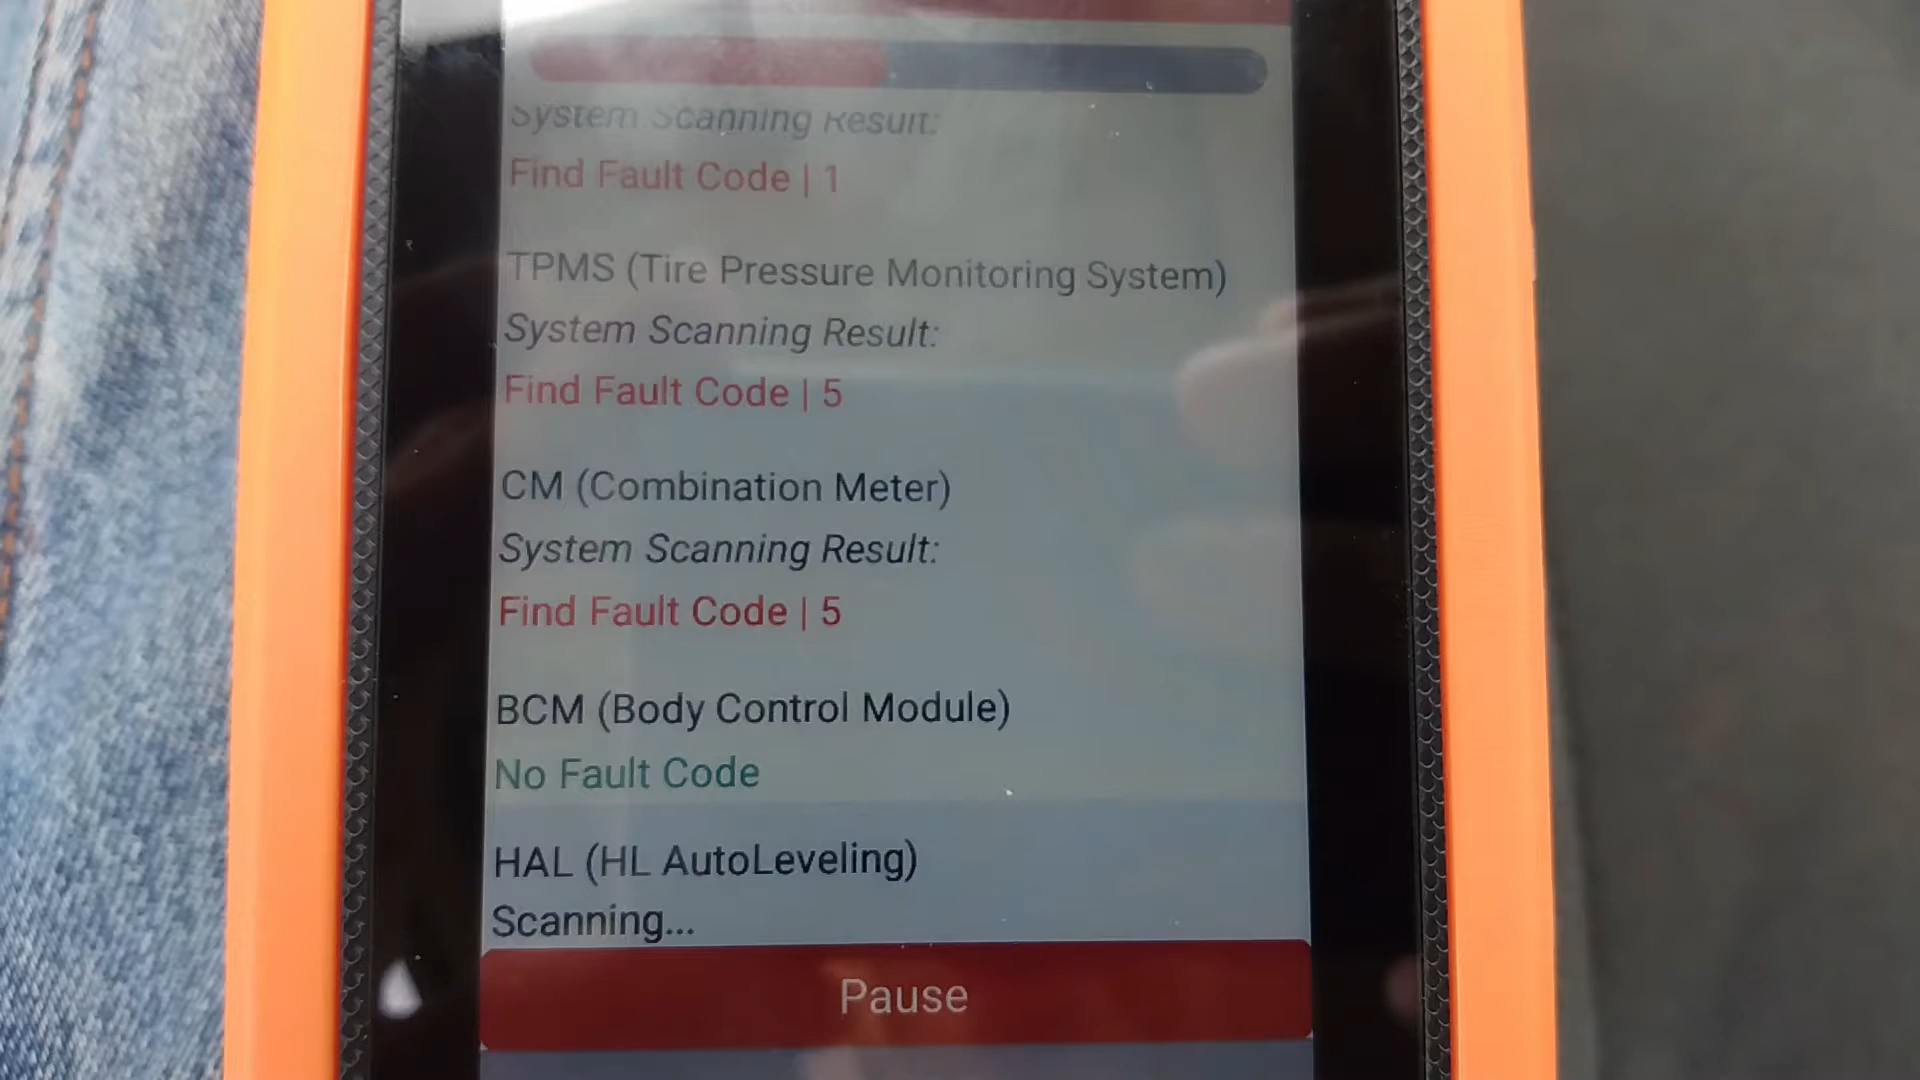 System Scanning Result:
Find Fault Code | 1
TPMS (Tire Pressure Monitoring System)
System Scanning Result:
Find Fault Code | 5
CM (Combination Meter)
System Scanning Result:
Find Fault Code | 5
BCM (Body Control Module)
No Fault Code
HAL (HL AutoLeveling)
Scanning...
Pause